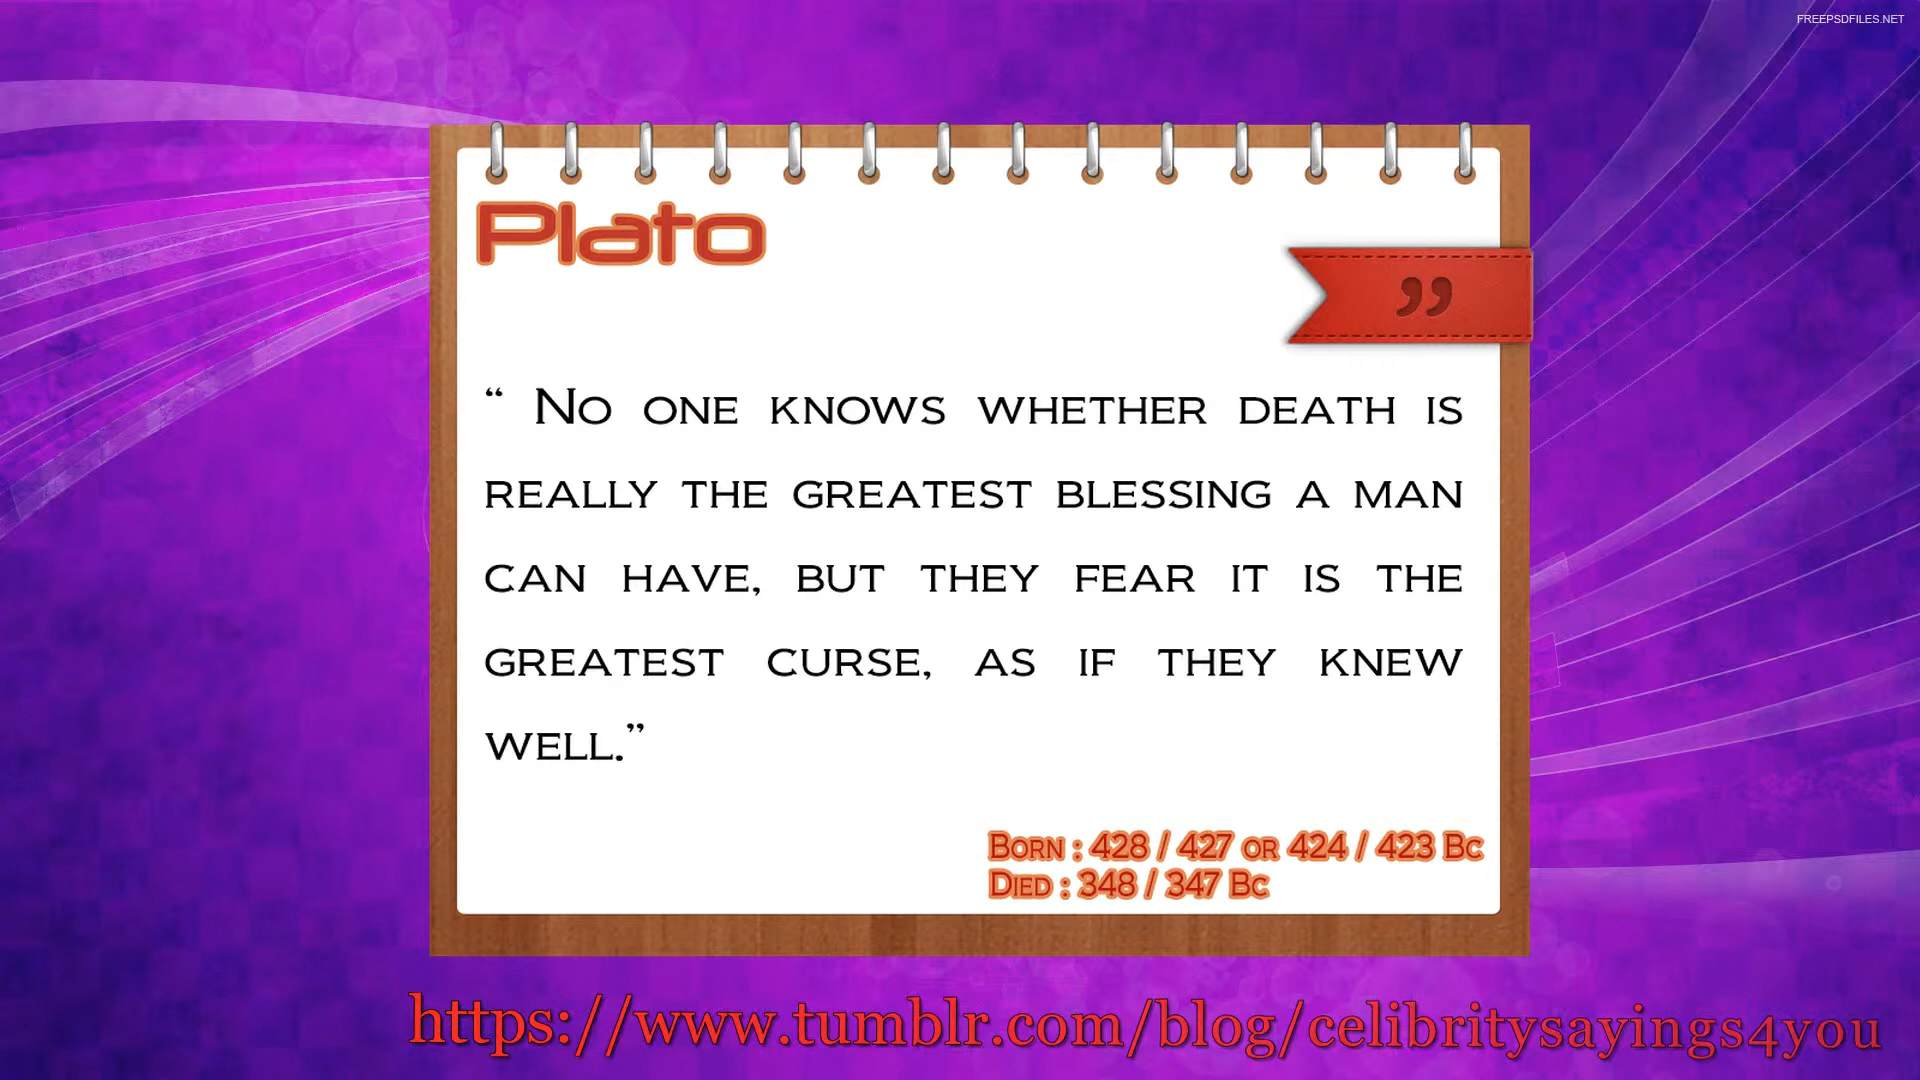 FREEPSDFILES.NET
Plato
”
“ No one knows whether death is
really the greatest blessing a man
can have, but they fear it is the
greatest curse, as if they knew
well.”
Born : 428 / 427 or 424 / 423 Bc
Died : 348 / 347 Bc
https://www.tumblr.com/blog/celibritysayings4you